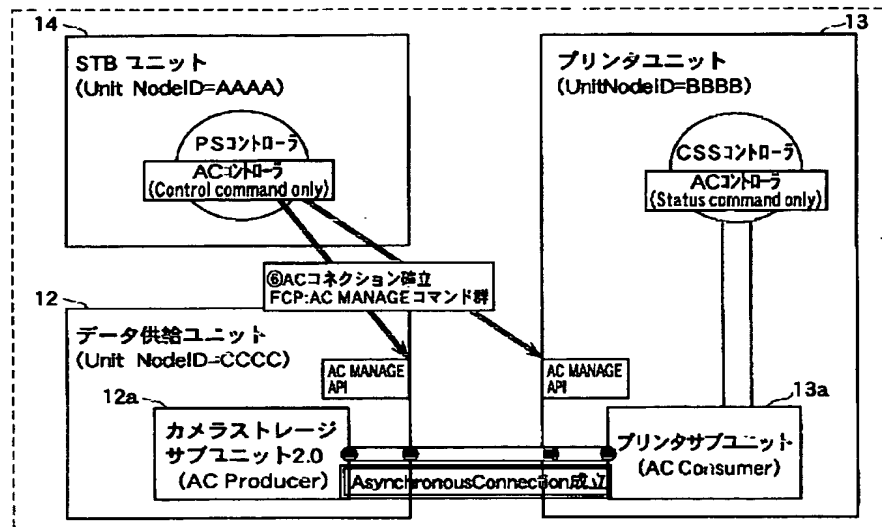 14
STB ユニット
(Unit NodeID=AAAA)
PSコントローラ
ACコントローラ
(Control command only)
13
プリンタユニット
(UnitNodeID=BBBB)
CSSコントローラ
ACコントローラ
(Status command only)
⑥ACコネクション確立
FCP:AC MANAGEコマンド群
12
データ供給ユニット
(Unit NodeID=CCCC)
AC MANAGE
API
AC MANAGE
API
12a
カメラストレージ
サブユニット2.0
(AC Producer)
13a
プリンタサブユニット
(AC Consumer)
AsynchronousConnection成立